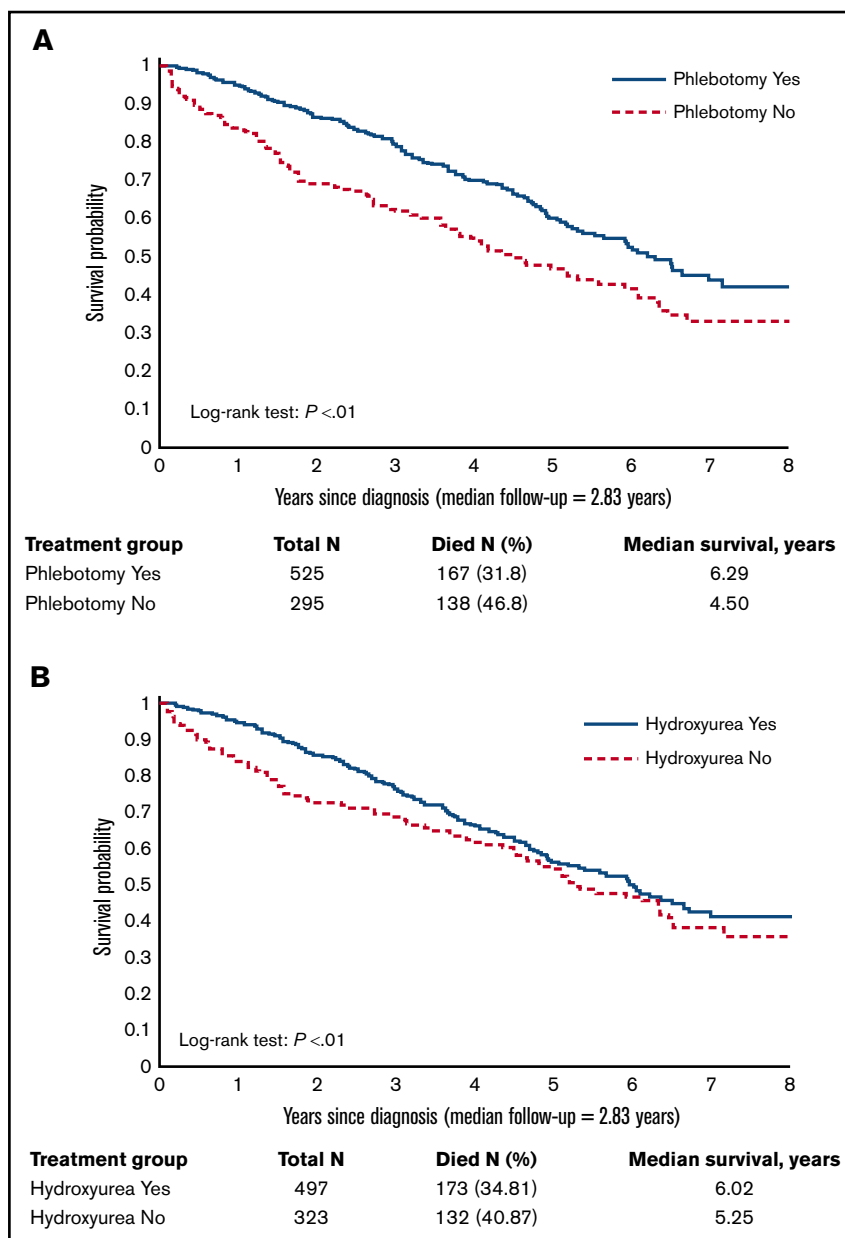 A
Phlebotomy Yes
Phlebotomy No
Survival probability
1
0.9
0.8
0.7
0.6
0.5
0.4
0.3
0.2
0.1
0
Log-rank test: P <.01
0 1 2 3 4 5 6 7 8
Years since diagnosis (median follow-up = 2.83 years)
Treatment group Total N Died N (%) Median survival, years
Phlebotomy Yes 525 167 (31.8) 6.29
Phlebotomy No 295 138 (46.8) 4.50
B
Hydroxyurea Yes
Hydroxyurea No
Survival probability
1
0.9
0.8
0.7
0.6
0.5
0.4
0.3
0.2
0.1
0
Log-rank test: P <.01
0 1 2 3 4 5 6 7 8
Years since diagnosis (median follow-up = 2.83 years)
Treatment group Total N Died N (%) Median survival, years
Hydroxyurea Yes 497 173 (34.81) 6.02
Hydroxyurea No 323 132 (40.87) 5.25